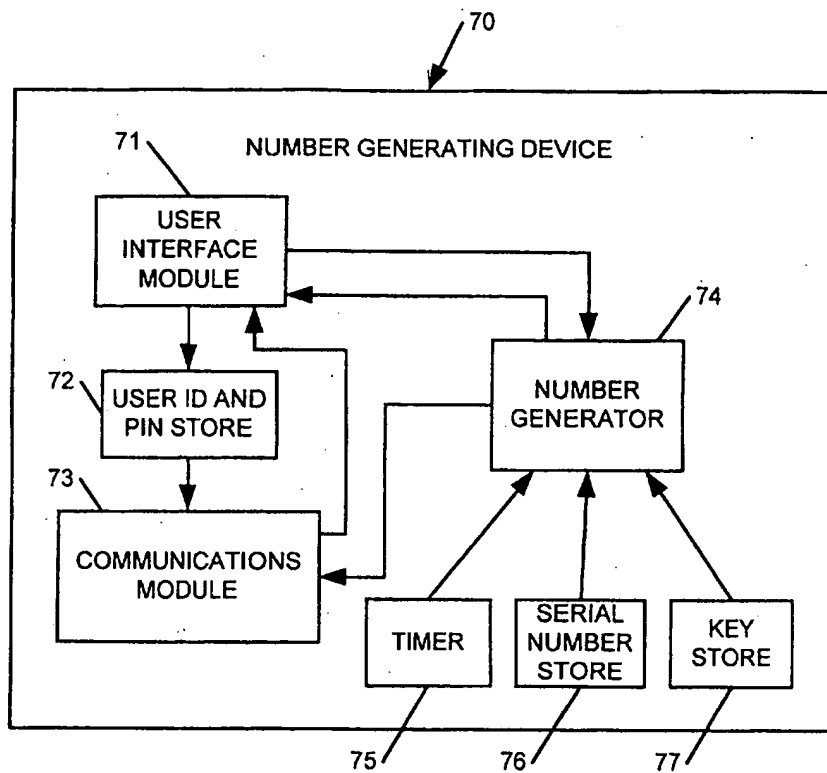 70
NUMBER GENERATING DEVICE
71
USER
INTERFACE
MODULE
74
NUMBER
GENERATOR
72
USER ID AND
PIN STORE
73
COMMUNICATIONS
MODULE
TIMER
SERIAL
NUMBER
STORE
KEY
STORE
75
76
77